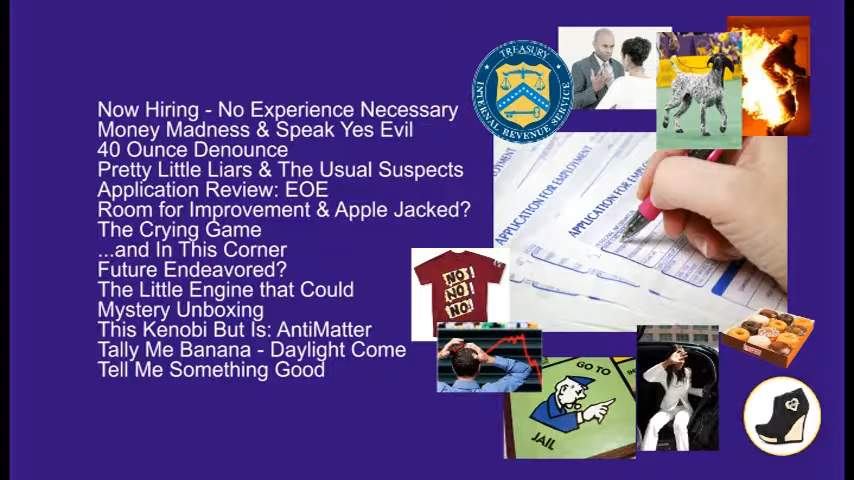 Now Hiring - No Experience Necessary
Money Madness & Speak Yes Evil
40 Ounce Denounce
Pretty Little Liars & The Usual Suspects
Application Review: EOE
Room for Improvement & Apple Jacked?
The Crying Game
...and In This Corner
Future Endeavored?
The Little Engine that Could
Mystery Unboxing
This Kenobi But Is: AntiMatter
Tally Me Banana - Daylight Come
Tell Me Something Good
TREASURY
INTERNAL REVENUE SERVICE
APPLICATION FOR EMPLOYMENT
APPLICATION FOR EMPLOYMENT
NO!
NO!
NO!
GO TO
JAIL